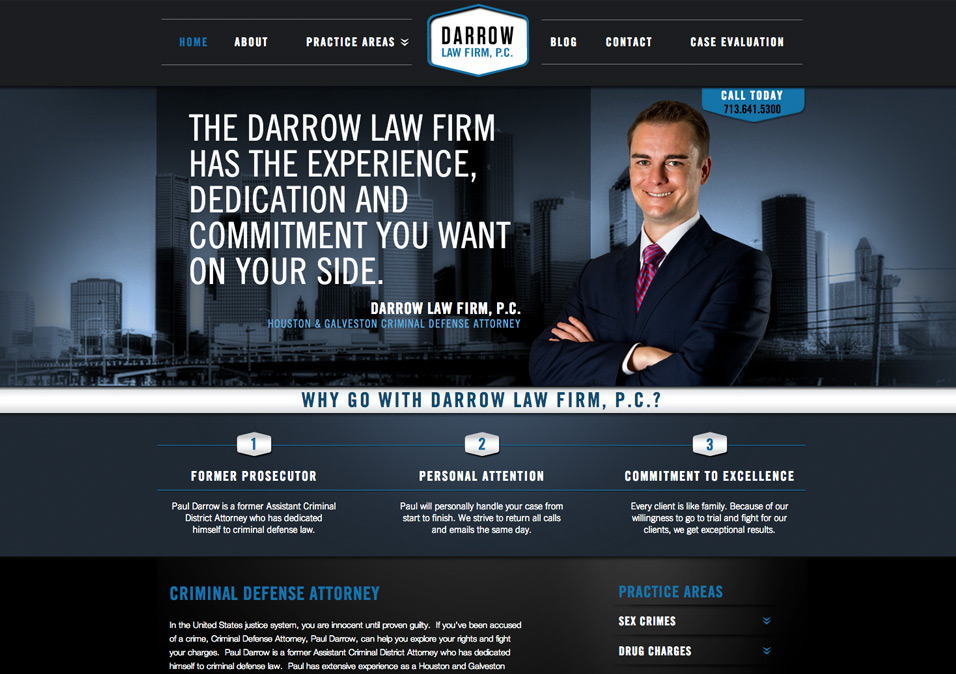 HOME
ABOUT
PRACTICE AREAS
DARROW
LAW FIRM, P.C.
BLOG
CONTACT
CASE EVALUATION
CALL TODAY
713.641.5300
THE DARROW LAW FIRM
HAS THE EXPERIENCE,
DEDICATION AND
COMMITMENT YOU WANT
ON YOUR SIDE.
DARROW LAW FIRM, P.C.
HOUSTON & GALVESTON CRIMINAL DEFENSE ATTORNEY
WHY GO WITH DARROW LAW FIRM, P.C.?
1
FORMER PROSECUTOR
Paul Darrow is a former Assistant Criminal
District Attorney who has dedicated
himself to criminal defense law.
2
PERSONAL ATTENTION
Paul will personally handle your case from
start to finish. We strive to return all calls
and emails the same day.
3
COMMITMENT TO EXCELLENCE
Every client is like family. Because of our
willingness to go to trial and fight for our
clients, we get exceptional results.
CRIMINAL DEFENSE ATTORNEY
In the United States justice system, you are innocent until proven guilty. If you've been accused
of a crime, Criminal Defense Attorney, Paul Darrow, can help you explore your rights and fight
your charges. Paul Darrow is a former Assistant Criminal District Attorney who has dedicated
himself to criminal defense law. Paul has extensive experience as a Houston and Galveston
PRACTICE AREAS
SEX CRIMES
DRUG CHARGES